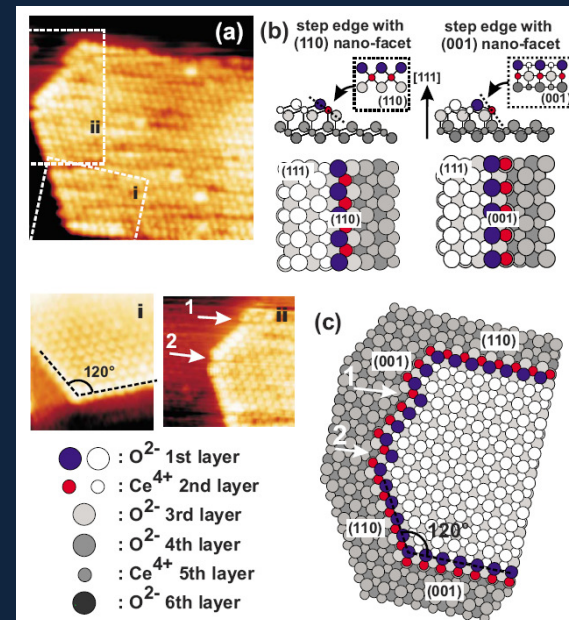 (a)
ii
i
(b)
step edge with
(110) nano-facet
step edge with
(001) nano-facet
(110)
[111]
(001)
(111)
(110)
(111)
(001)
i
120°
ii
1
2
: O2- 1st layer
: Ce4+ 2nd layer
: O2- 3rd layer
: O2- 4th layer
: Ce4+ 5th layer
: O2- 6th layer
(c)
(110)
(001)
1
2
(110)
120°
(001)